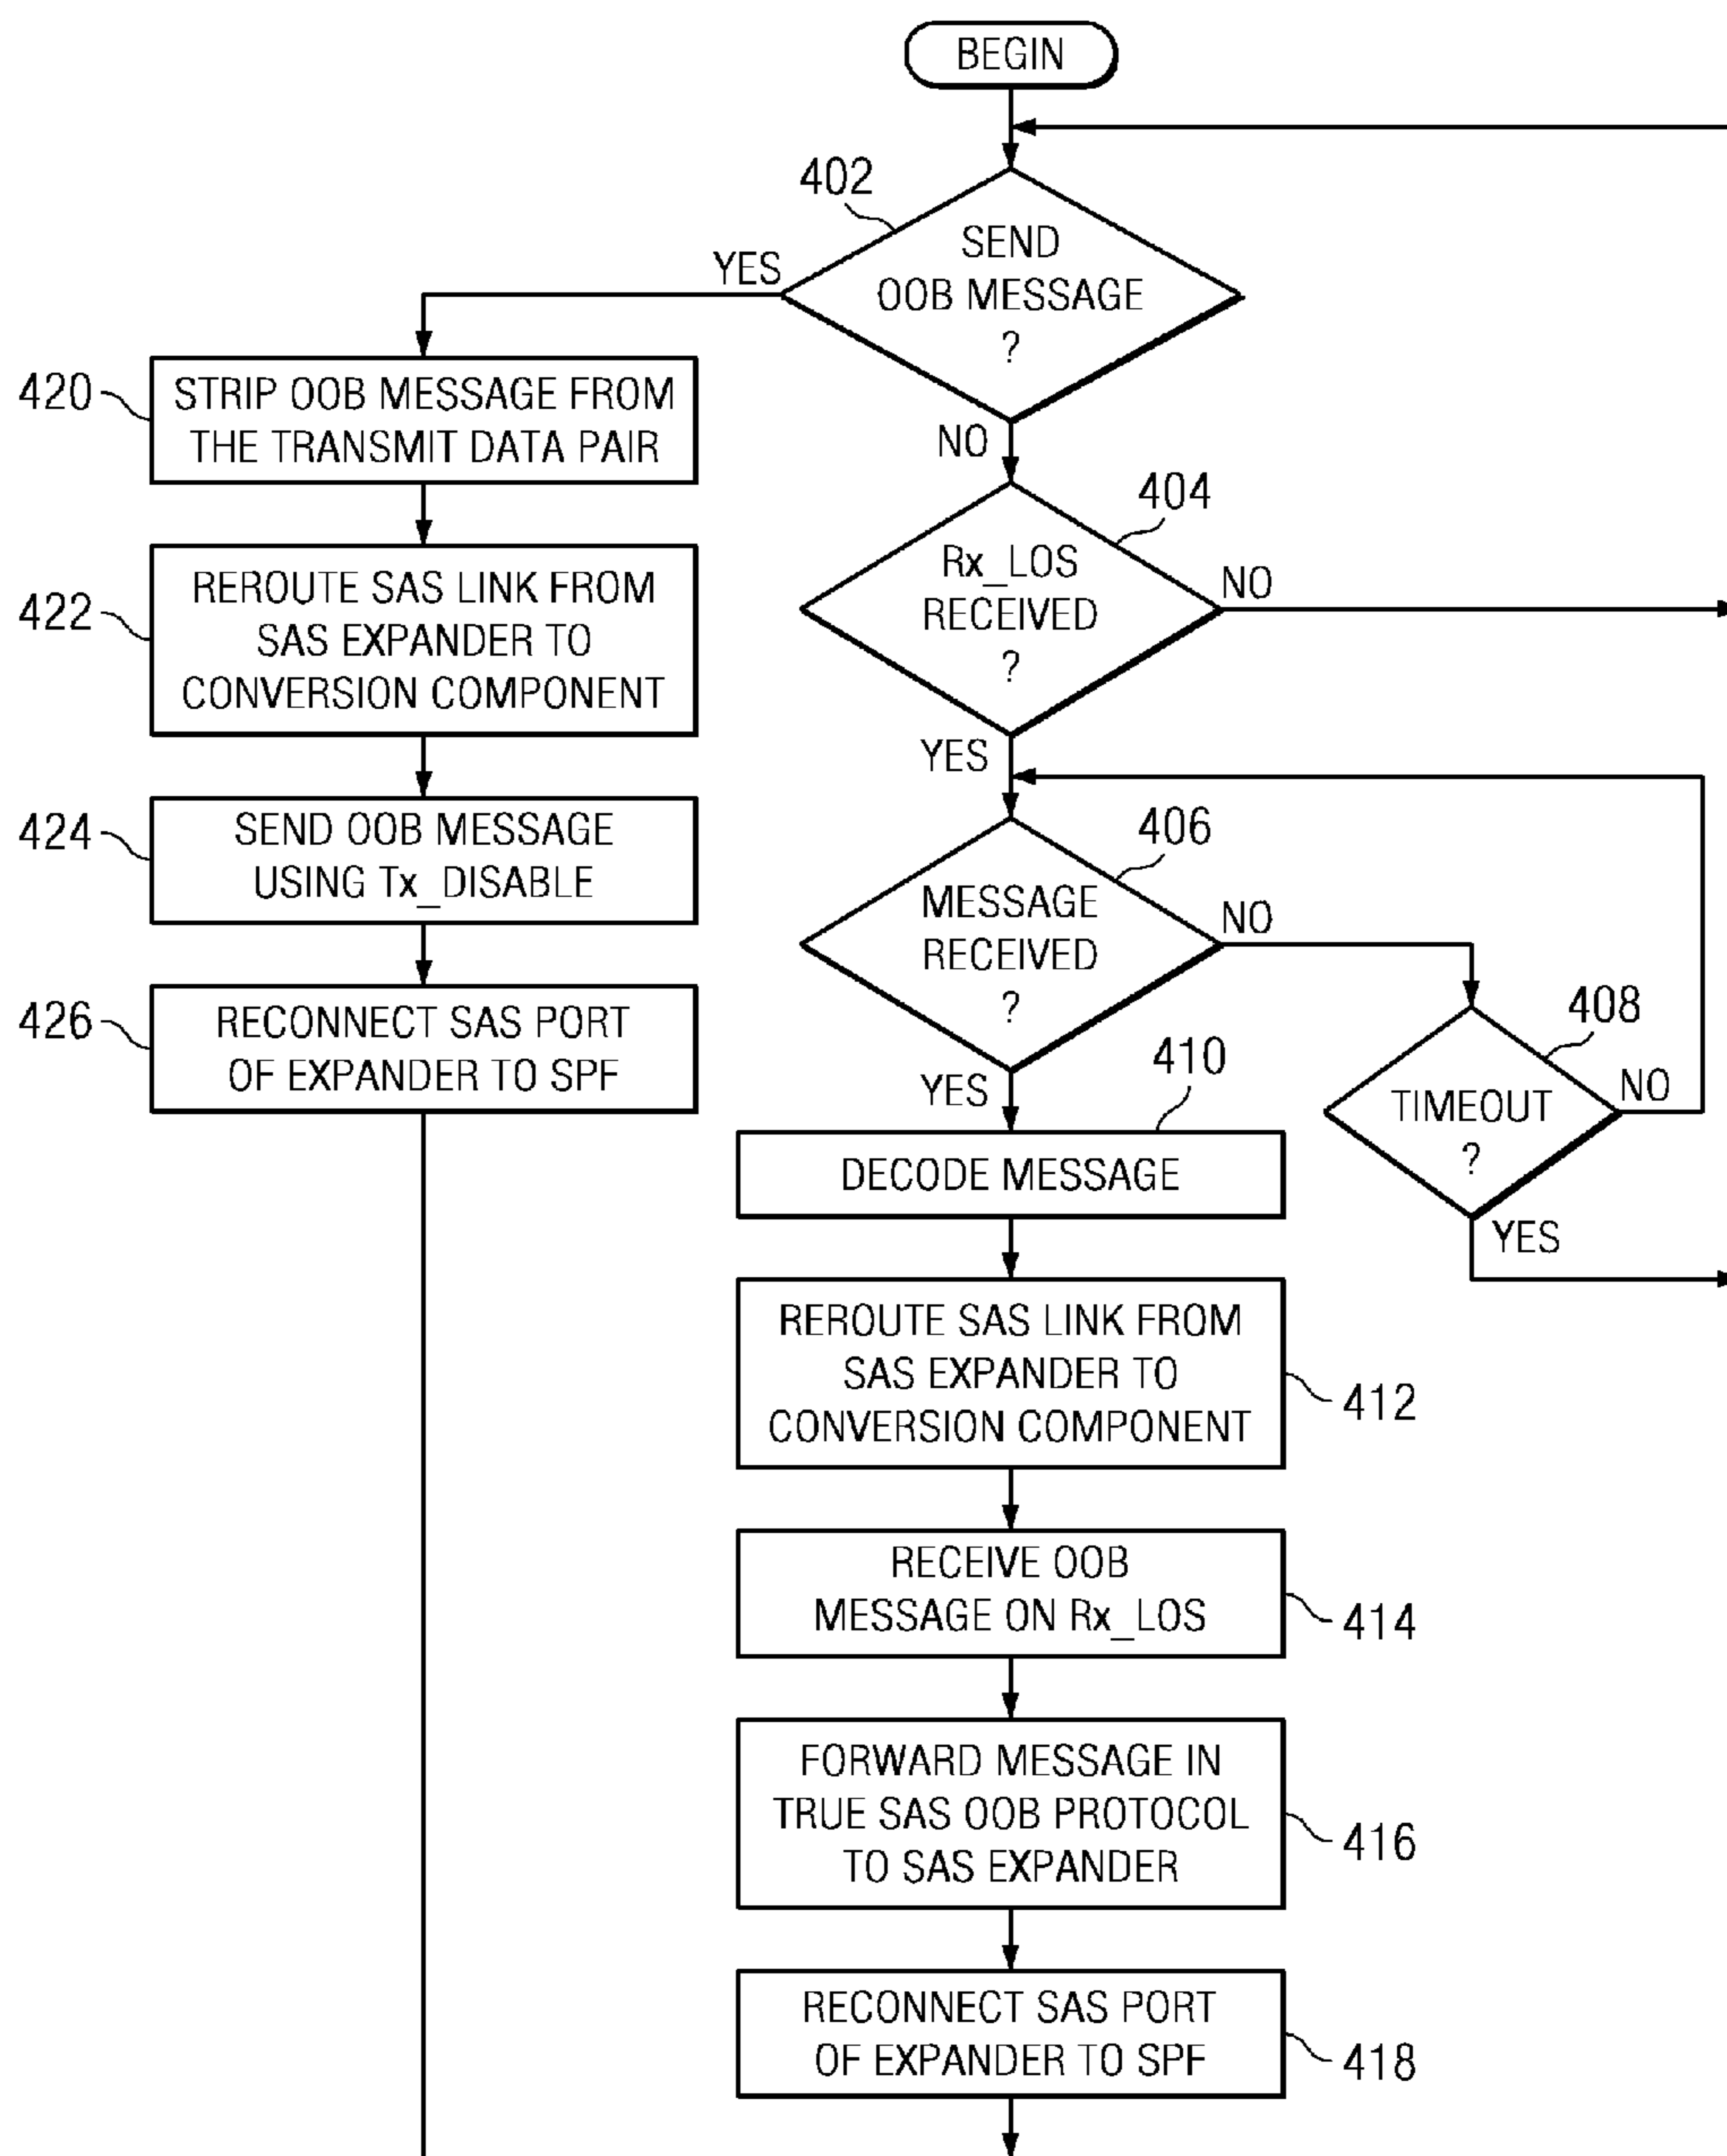 BEGIN
402
SEND
OOB MESSAGE
?
YES
NO
420
STRIP OOB MESSAGE FROM
THE TRANSMIT DATA PAIR
422
REROUTE SAS LINK FROM
SAS EXPANDER TO
CONVERSION COMPONENT
424
SEND OOB MESSAGE
USING Tx_DISABLE
426
RECONNECT SAS PORT
OF EXPANDER TO SPF
404
Rx_LOS
RECEIVED
?
NO
YES
406
MESSAGE
RECEIVED
?
NO
YES
408
TIMEOUT
?
NO
YES
410
DECODE MESSAGE
REROUTE SAS LINK FROM
SAS EXPANDER TO
CONVERSION COMPONENT
412
RECEIVE OOB
MESSAGE ON Rx_LOS
414
FORWARD MESSAGE IN
TRUE SAS OOB PROTOCOL
TO SAS EXPANDER
416
RECONNECT SAS PORT
OF EXPANDER TO SPF
418